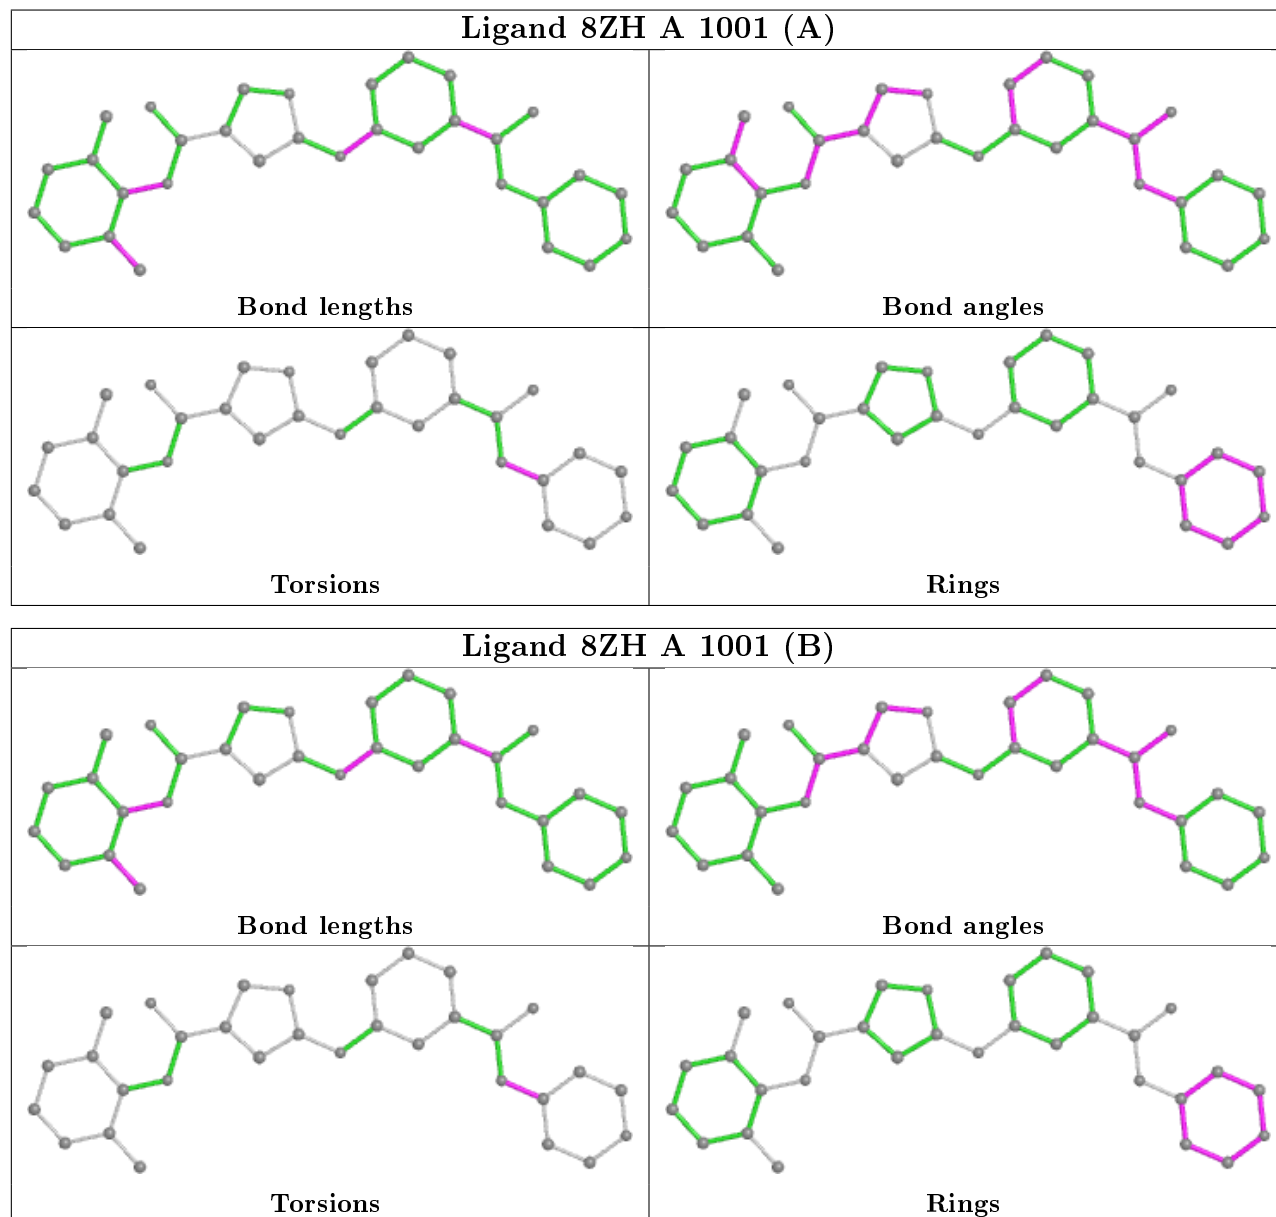 Ligand 8ZH A 1001 (A)
Bond lengths
Bond angles
Torsions
Rings
Ligand 8ZH A 1001 (B)
Bond lengths
Bond angles
Torsions
Rings